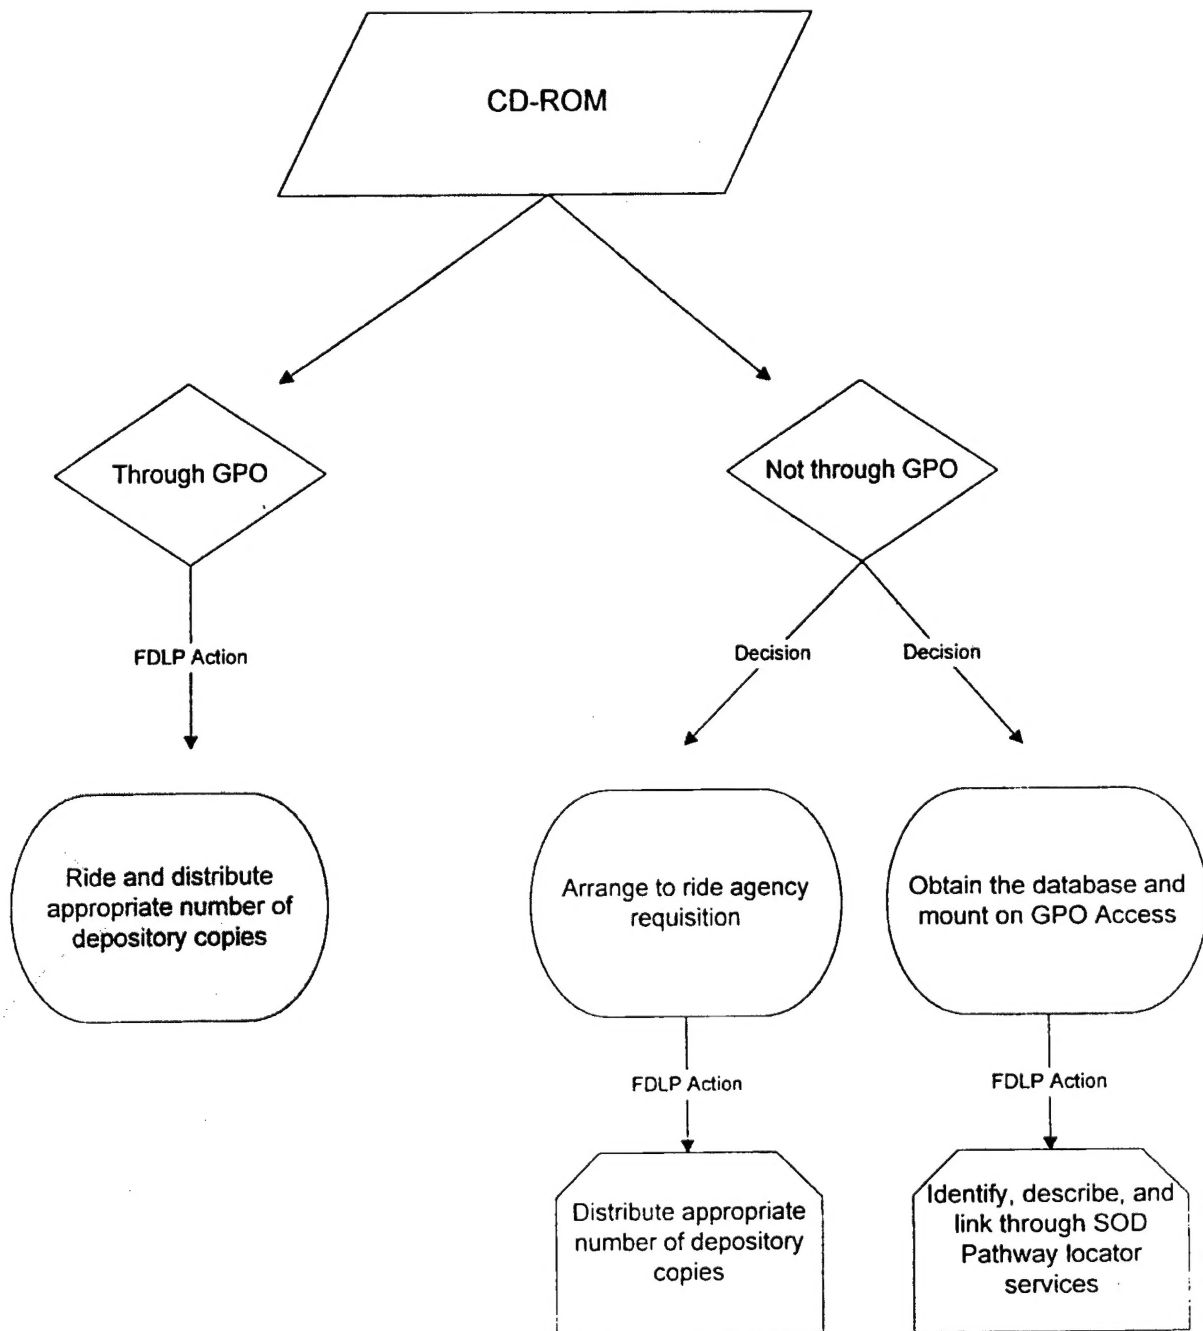 CD-ROM
Through GPO
Not through GPO
FDLP Action
Decision
Decision
Ride and distribute
appropriate number of
depository copies
Arrange to ride agency
requisition
Obtain the database and
mount on GPO Access
FDLP Action
FDLP Action
Distribute appropriate
number of depository
copies
Identify, describe, and
link through SOD
Pathway locator
services